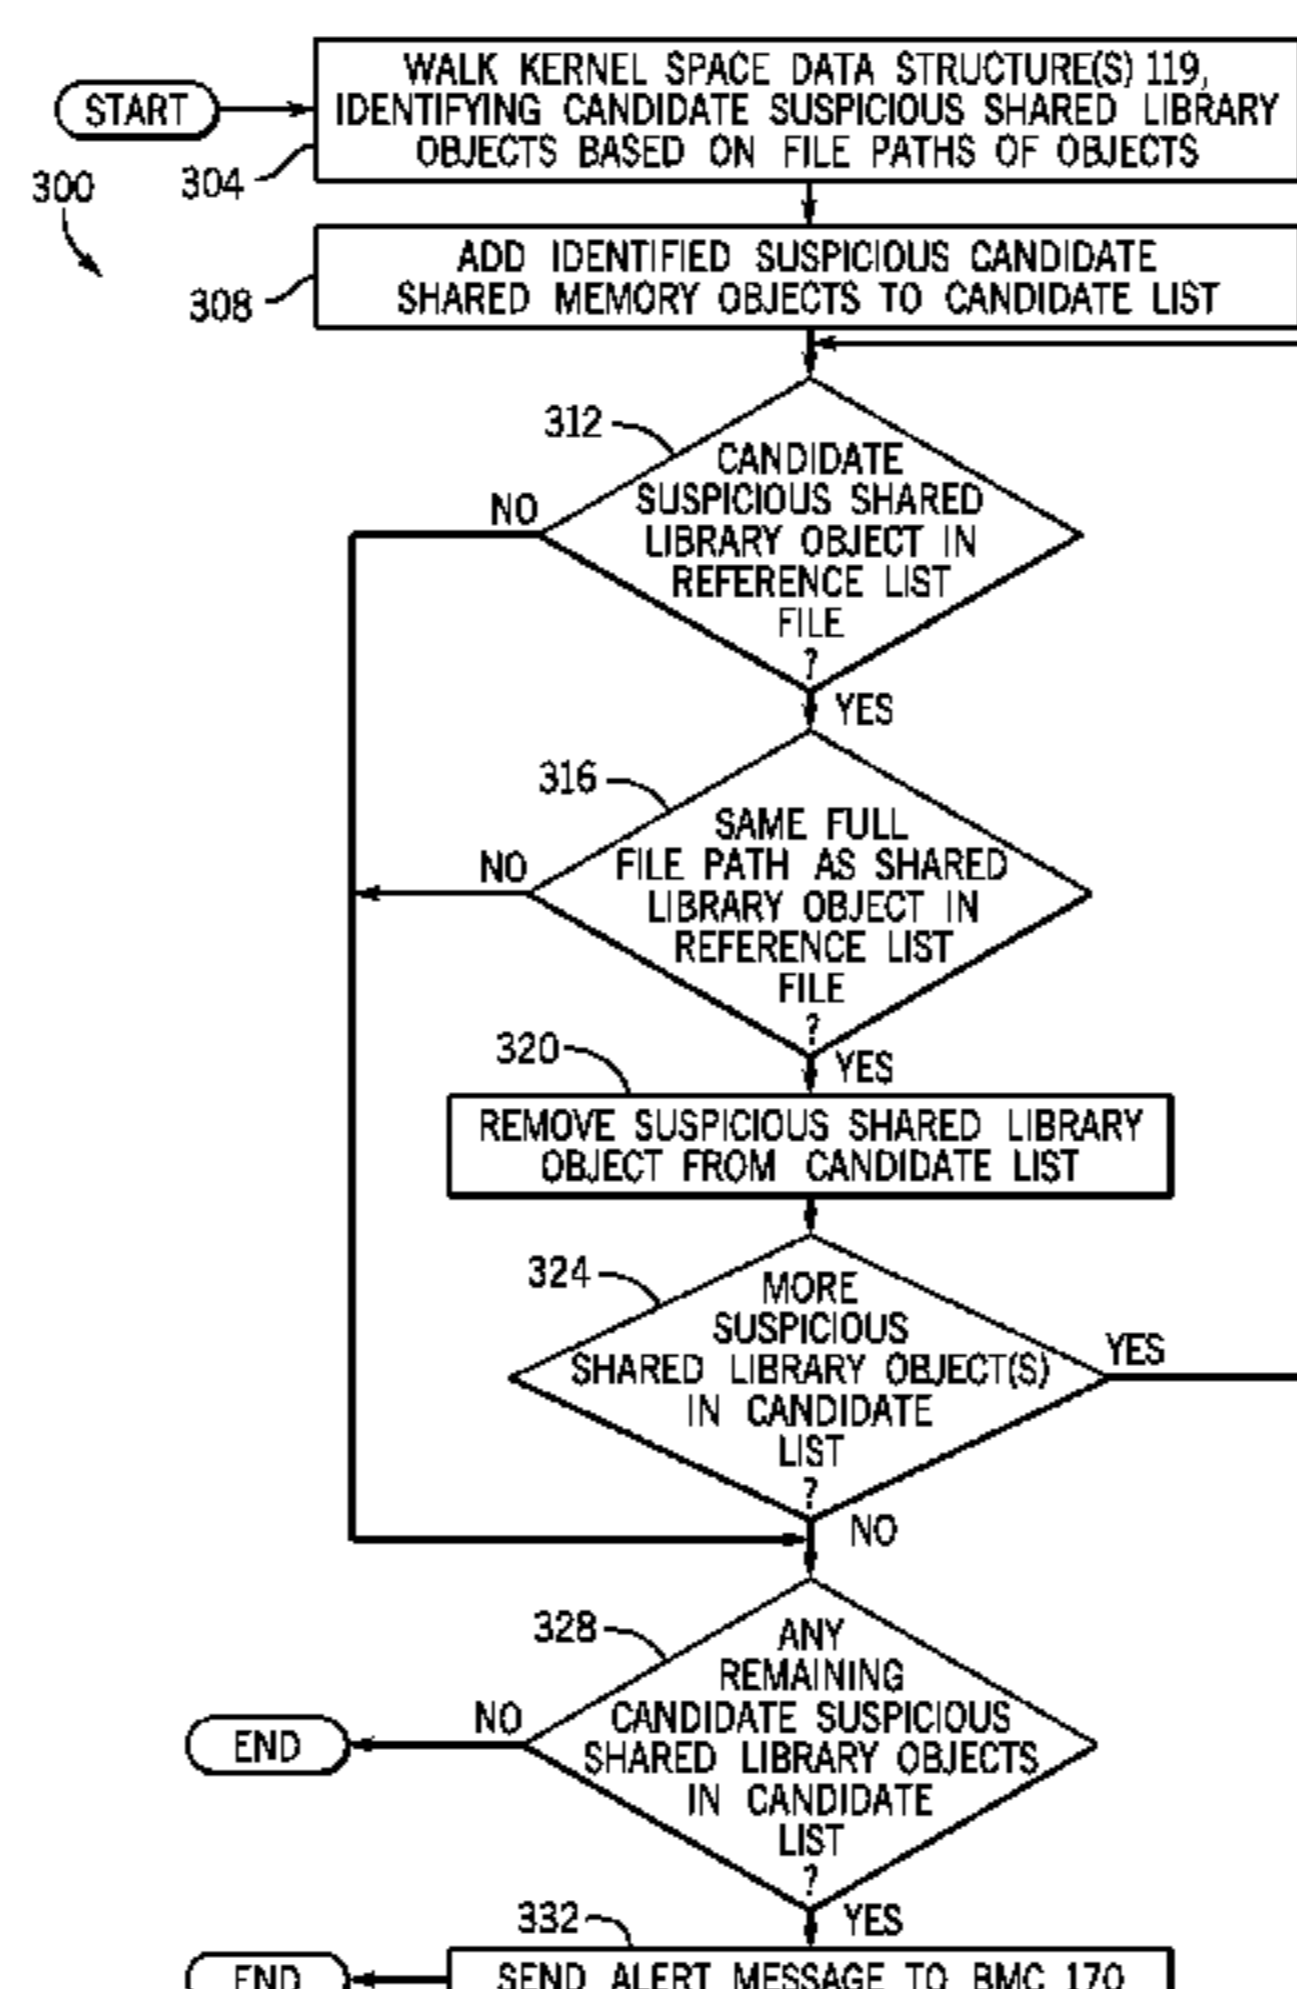 START
WALK KERNEL SPACE DATA STRUCTURE(S) 119,
IDENTIFYING CANDIDATE SUSPICIOUS SHARED LIBRARY
OBJECTS BASED ON FILE PATHS OF OBJECTS
300
304
ADD IDENTIFIED SUSPICIOUS CANDIDATE
SHARED MEMORY OBJECTS TO CANDIDATE LIST
308
312
CANDIDATE
SUSPICIOUS SHARED
LIBRARY OBJECT IN
REFERENCE LIST
FILE
?
NO
YES
316
SAME FULL
FILE PATH AS SHARED
LIBRARY OBJECT IN
REFERENCE LIST
FILE
?
NO
YES
320
REMOVE SUSPICIOUS SHARED LIBRARY
OBJECT FROM CANDIDATE LIST
324
MORE
SUSPICIOUS
SHARED LIBRARY OBJECT(S)
IN CANDIDATE
LIST
?
YES
NO
328
ANY
REMAINING
CANDIDATE SUSPICIOUS
SHARED LIBRARY OBJECTS
IN CANDIDATE
LIST
?
NO
END
YES
332
SEND ALERT MESSAGE TO BMC 170
END